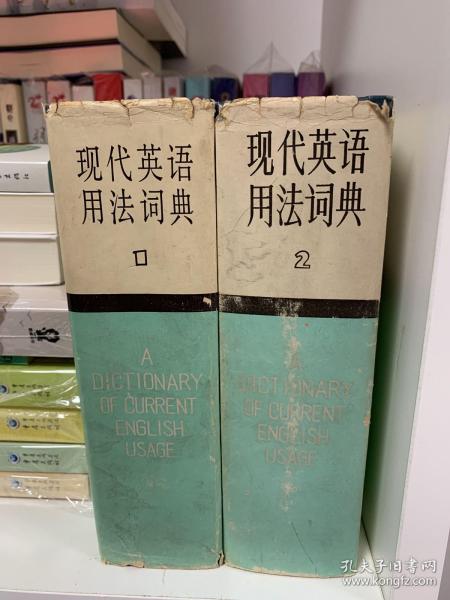 现代英语
用法词典
1
A
DICTIONARY
OF CURRENT
ENGLISH
USAGE
现代英语
用法词典
2
A
DICTIONARY
OF CURRENT
ENGLISH
USAGE
孔夫子旧书网
www.kongfz.com